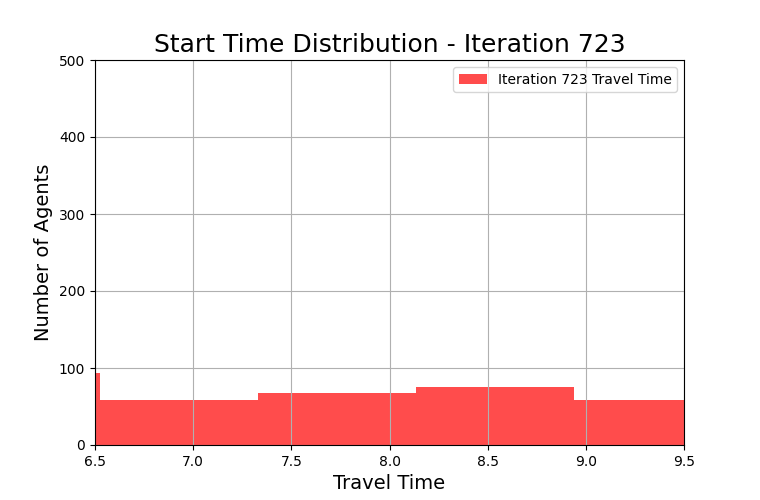 Start Time Distribution - Iteration 723
Iteration 723 Travel Time
Number of Agents
500
400
300
200
100
0
6.5 7.0 7.5 8.0 8.5 9.0 9.5
Travel Time